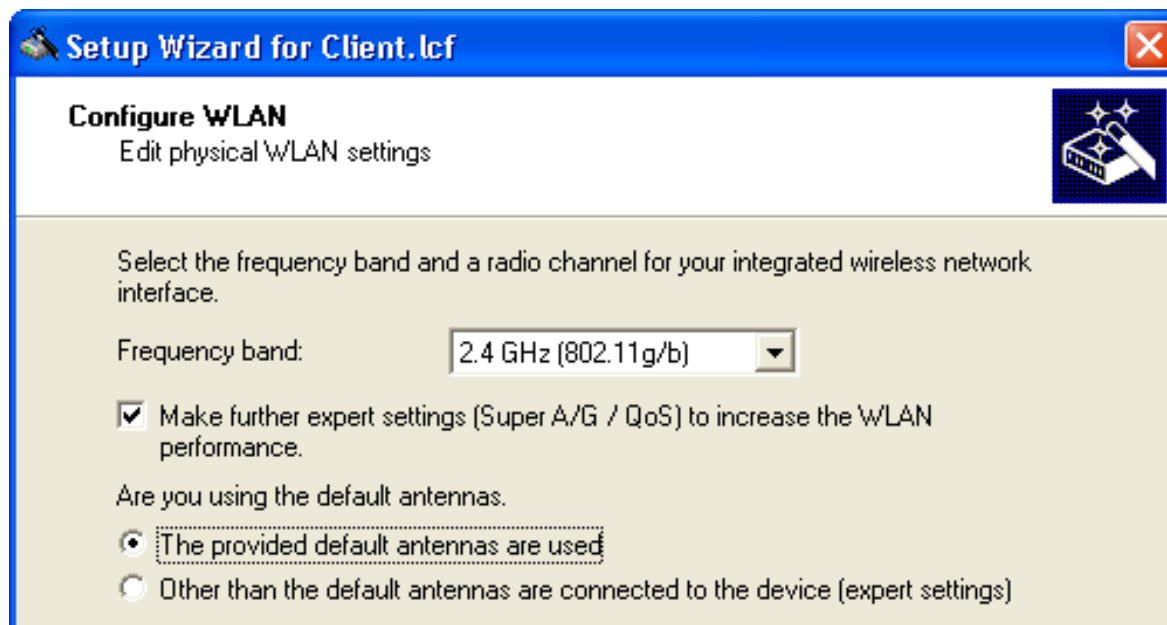 Setup Wizard for Client.lcf
Configure WLAN
Edit physical WLAN settings
Select the frequency band and a radio channel for your integrated wireless network
interface.
Frequency band:
2.4 GHz (802.11g/b)
Make further expert settings (Super A/G / QoS) to increase the WLAN
performance.
Are you using the default antennas.
The provided default antennas are used
Other than the default antennas are connected to the device (expert settings)